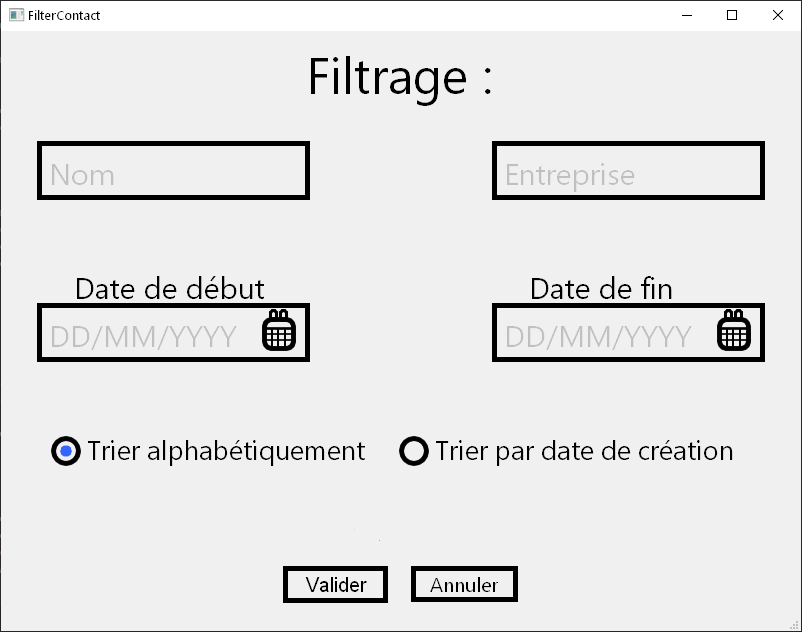 FilterContact
Filtrage :
Nom
Entreprise
Date de début
Date de fin
DD/MM/YYYY
DD/MM/YYYY
Trier alphabétiquement
Trier par date de création
Valider
Annuler